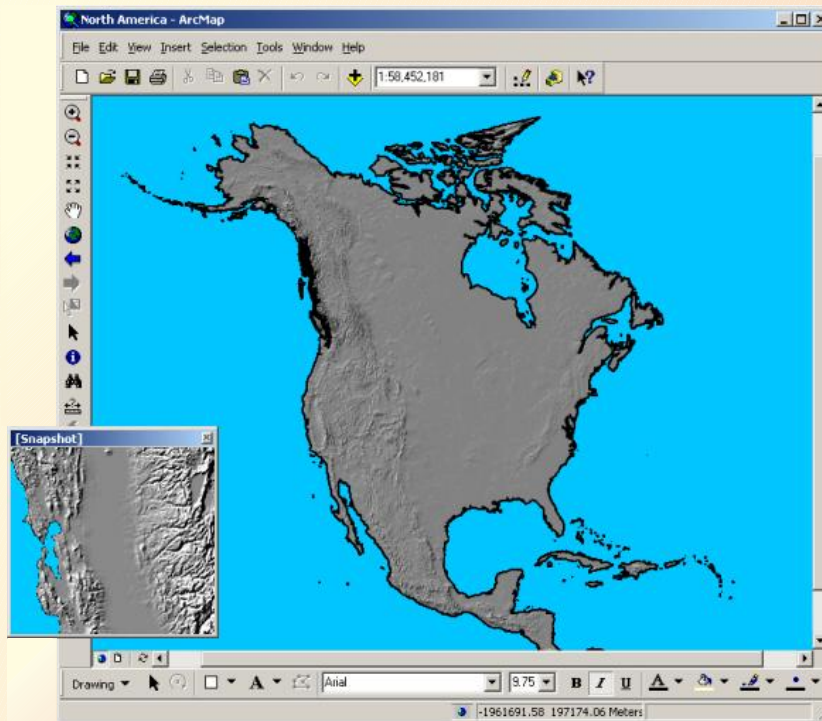 North America - ArcMap
File Edit View Insert Selection Tools Window Help
1:58,452,181
[Snapshot]
Drawing A Arial 9.75 B I U A
-1961691.58 197174.06 Meters